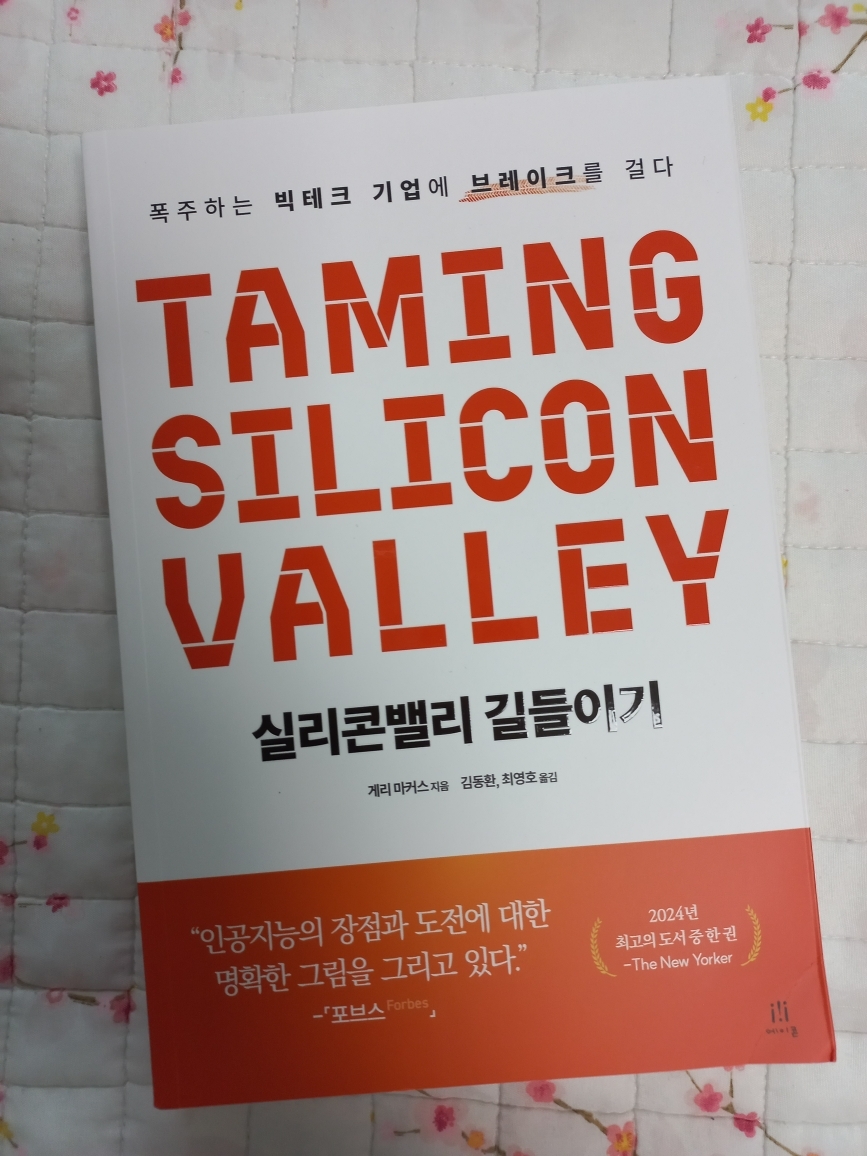 폭주하는 빅테크 기업에 브레이크를 걸다
TAMING
SILICON
VALLEY
실리콘밸리 길들이기
게리 마커스 지음 김동환, 최영호 옮김
“인공지능의 장점과 도전에 대한
명확한 그림을 그리고 있다.”
–「포브스Forbes」
2024년
최고의 도서 중 한 권
–The New Yorker